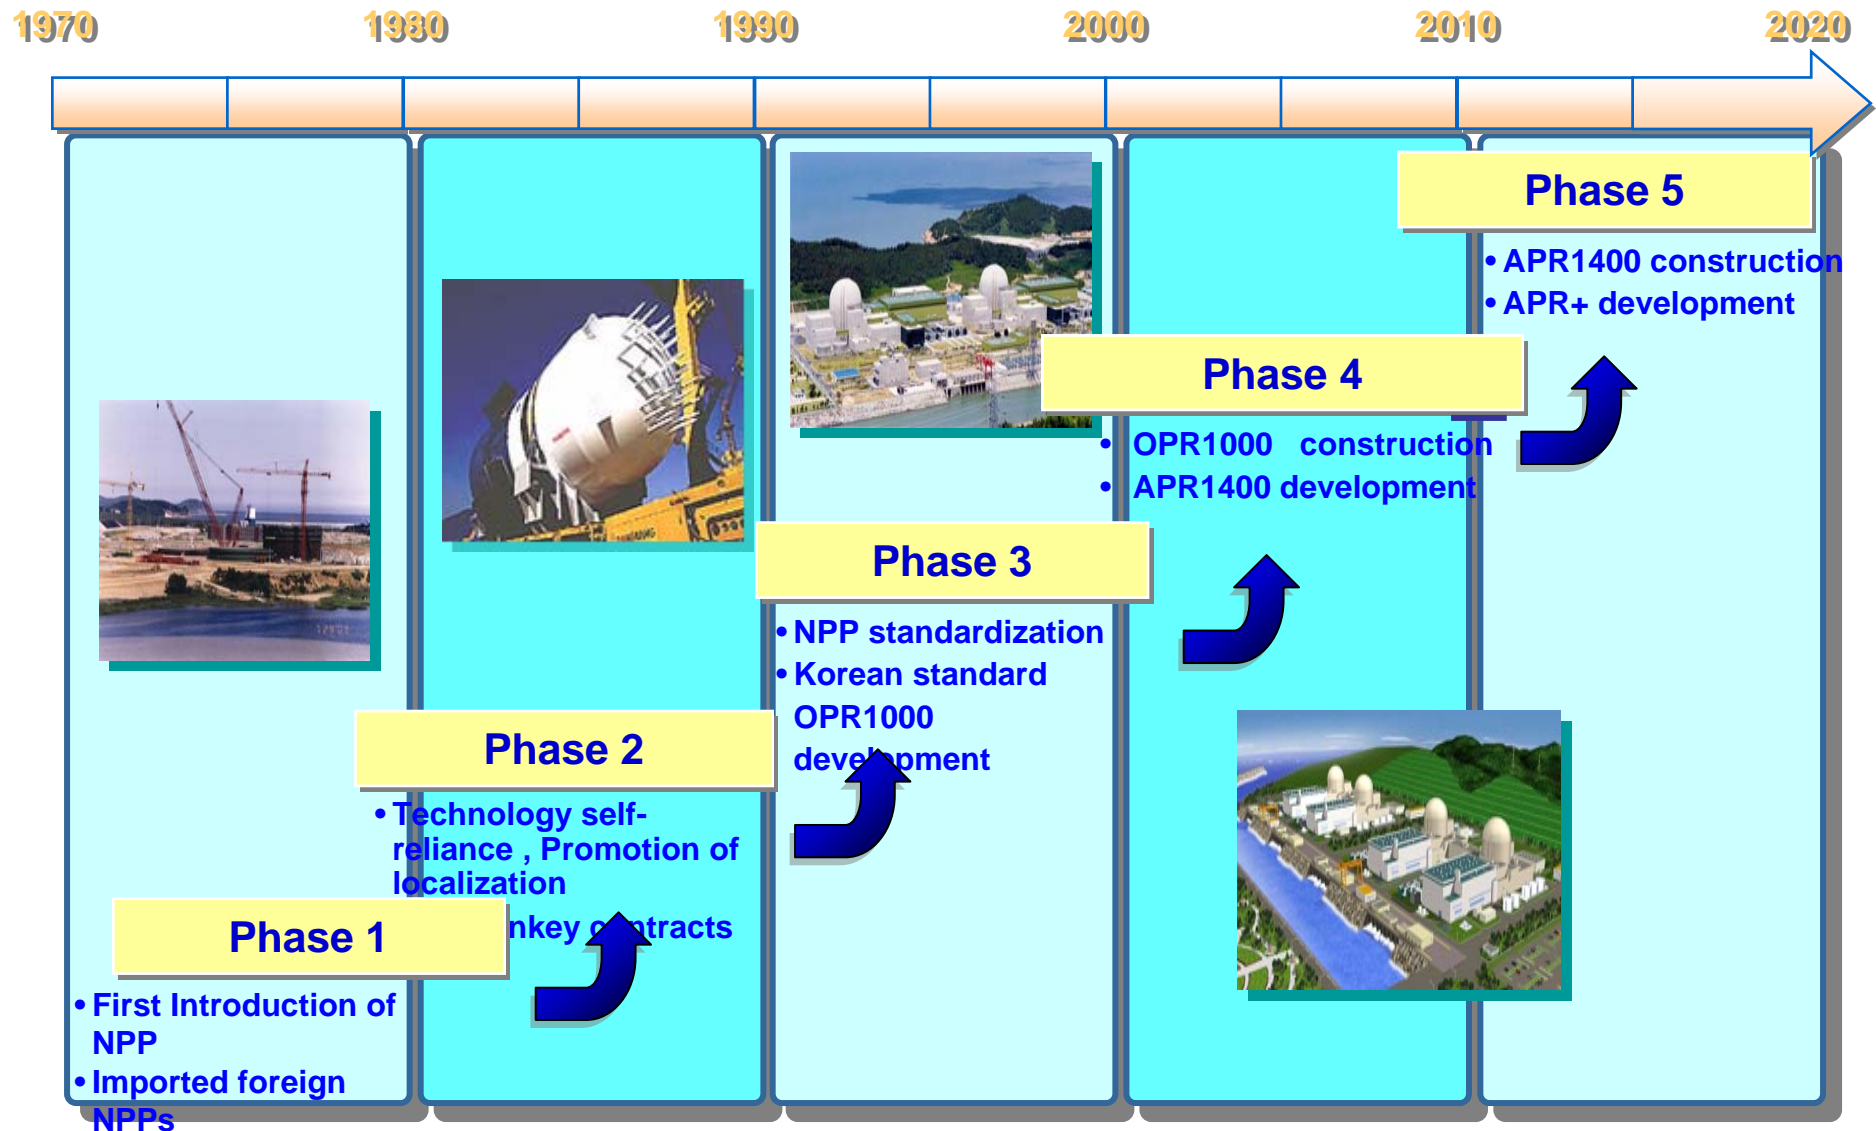 1970 1980 1990 2000 2010 2020
Phase 5
• APR1400 construction
• APR+ development
Phase 4
• OPR1000 construction
• APR1400 development
Phase 3
• NPP standardization
• Korean standard
OPR1000
development
Phase 2
• Technology self-
reliance , Promotion of
localization
contracts
Phase 1
• First Introduction of
NPP
• Imported foreign
NPPs